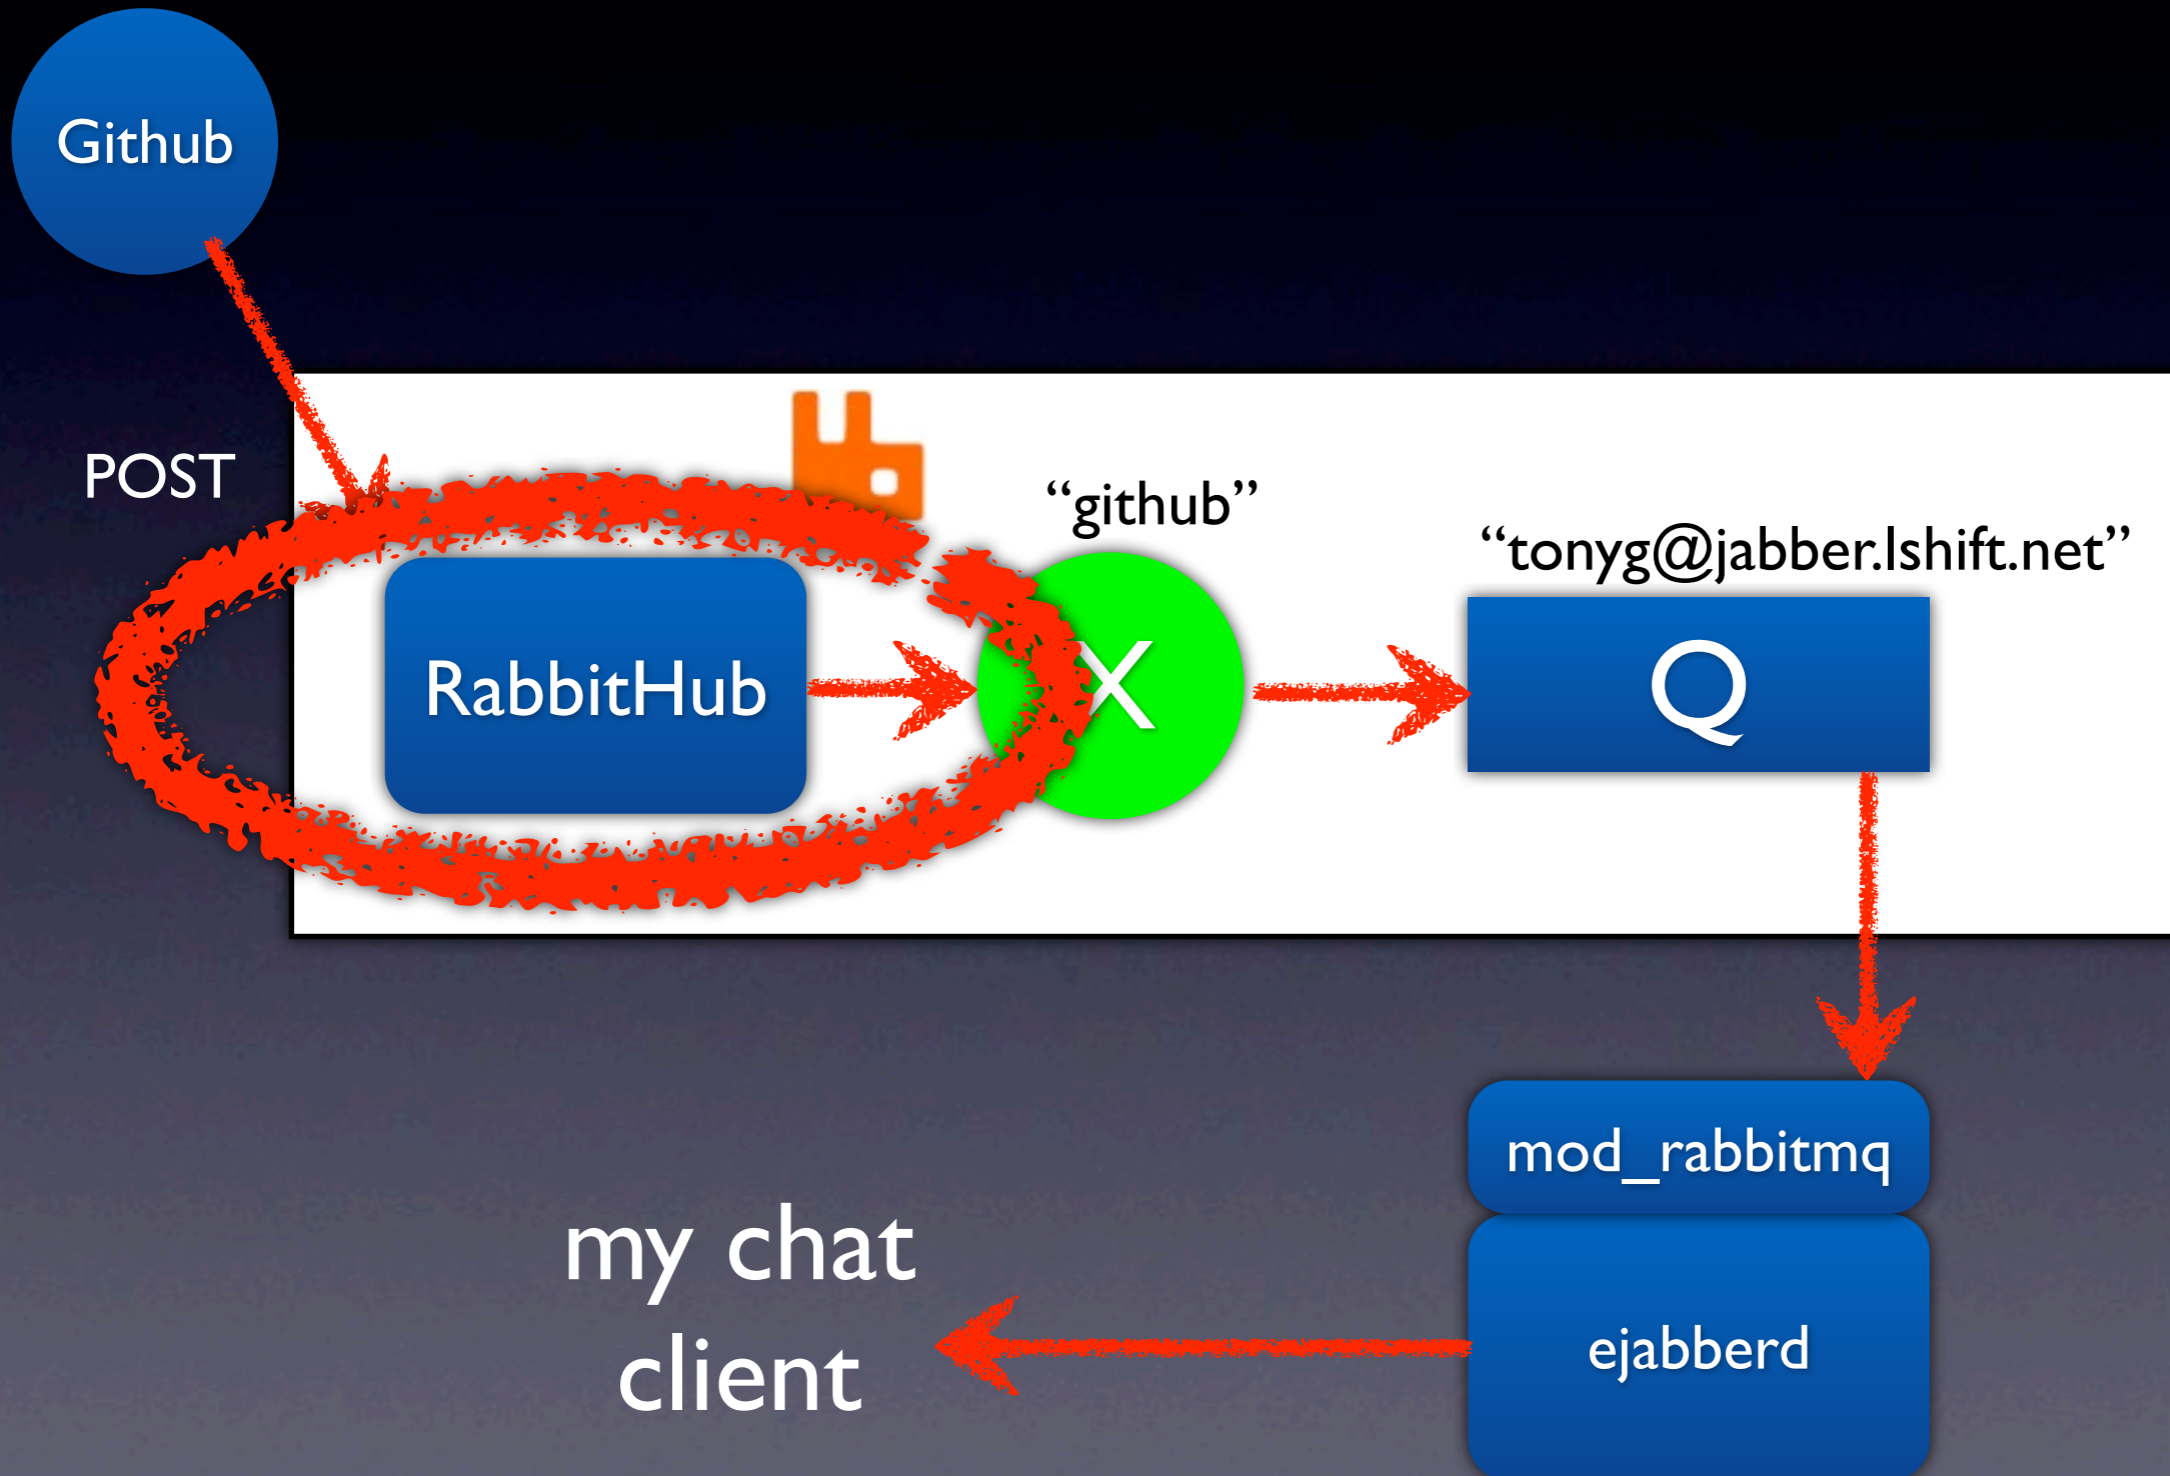 Github
POST
“github”
“tonyg@jabber.lshift.net”
RabbitHub
X
Q
mod_rabbitmq
my chat
client
ejabberd